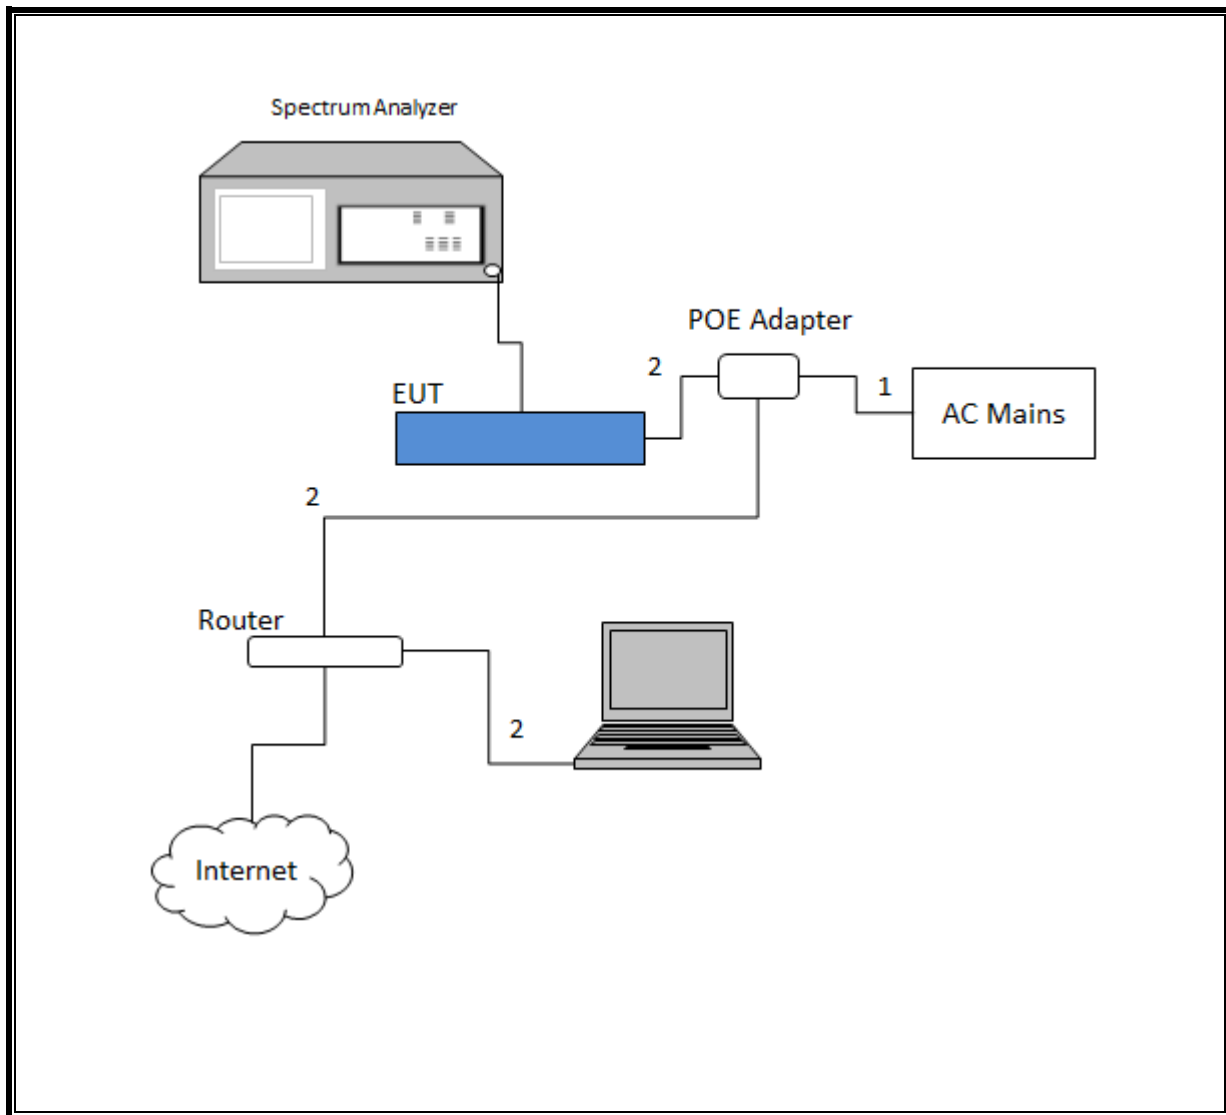 Spectrum Analyzer
POE Adapter
2
1
EUT
AC Mains
2
Router
2
Internet